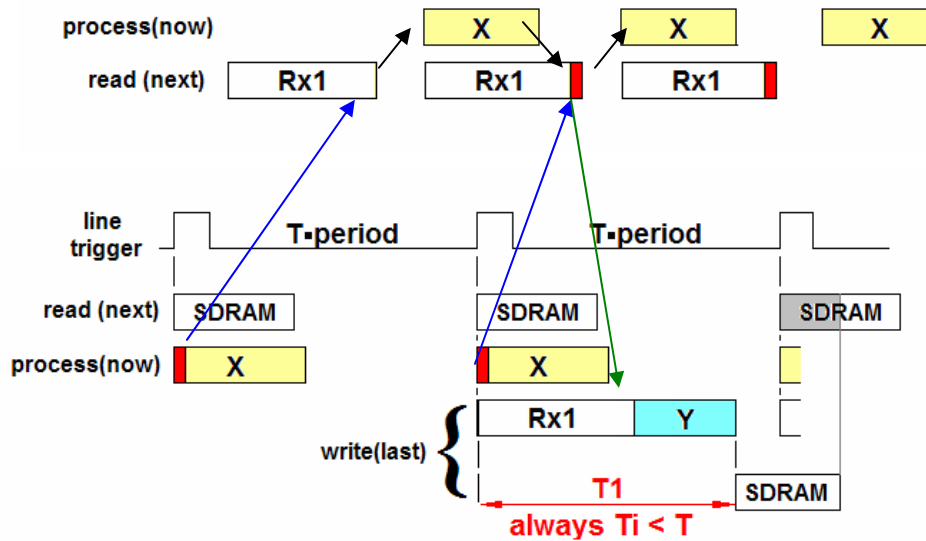 process(now) X X X
read (next) Rx1 Rx1 Rx1
line trigger T▪period T▪period
read (next) SDRAM SDRAM SDRAM
process(now) X X
write(last) Rx1 Y
T1 SDRAM
always Ti < T